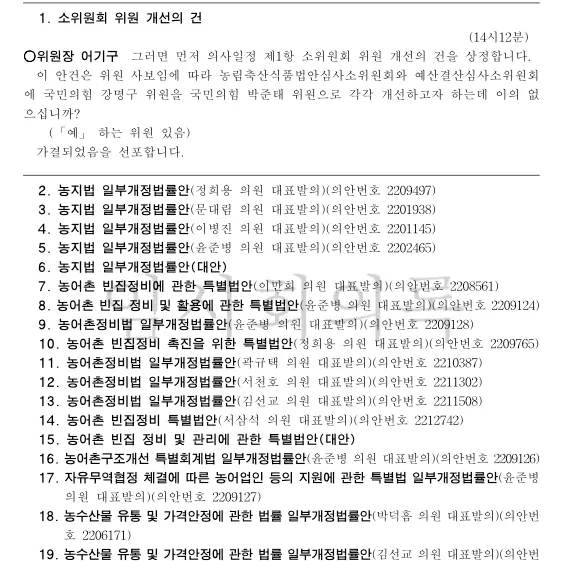 1. 소위원회 위원 개선의 건
(14시12분)
○위원장 어기구 그러면 먼저 의사일정 제1항 소위원회 위원 개선의 건을 상정합니다.
이 안건은 위원 사보임에 따라 농림축산식품법안심사소위원회와 예산결산심사소위원회
에 국민의힘 강명구 위원을 국민의힘 박준태 위원으로 각각 개선하고자 하는데 이의 없
으십니까?
(「예」 하는 위원 있음)
가결되었음을 선포합니다.
2. 농지법 일부개정법률안(정희용 의원 대표발의)(의안번호 2209497)
3. 농지법 일부개정법률안(문대림 의원 대표발의)(의안번호 2201938)
4. 농지법 일부개정법률안(이병진 의원 대표발의)(의안번호 2201145)
5. 농지법 일부개정법률안(윤준병 의원 대표발의)(의안번호 2202465)
6. 농지법 일부개정법률안(대안)
7. 농어촌 빈집정비에 관한 특별법안(이만희 의원 대표발의)(의안번호 2208561)
8. 농어촌 빈집 정비 및 활용에 관한 특별법안(윤준병 의원 대표발의)(의안번호 2209124)
9. 농어촌정비법 일부개정법률안(윤준병 의원 대표발의)(의안번호 2209128)
10. 농어촌 빈집정비 촉진을 위한 특별법안(정희용 의원 대표발의)(의안번호 2209765)
11. 농어촌정비법 일부개정법률안(곽규택 의원 대표발의)(의안번호 2210387)
12. 농어촌정비법 일부개정법률안(서천호 의원 대표발의)(의안번호 2211302)
13. 농어촌정비법 일부개정법률안(김선교 의원 대표발의)(의안번호 2211508)
14. 농어촌 빈집정비 특별법안(서삼석 의원 대표발의)(의안번호 2212742)
15. 농어촌 빈집 정비 및 관리에 관한 특별법안(대안)
16. 농어촌구조개선 특별회계법 일부개정법률안(윤준병 의원 대표발의)(의안번호 2209126)
17. 자유무역협정 체결에 따른 농어업인 등의 지원에 관한 특별법 일부개정법률안(윤준병
의원 대표발의)(의안번호 2209127)
18. 농수산물 유통 및 가격안정에 관한 법률 일부개정법률안(박덕흠 의원 대표발의)(의안번
호 2206171)
19. 농수산물 유통 및 가격안정에 관한 법률 일부개정법률안(김선교 의원 대표발의)(의안번
임시회의록